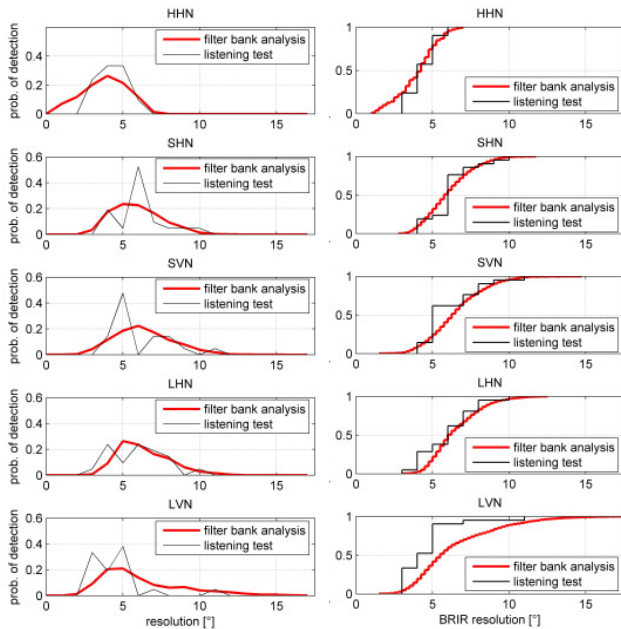 HHN
HHN
prob. of detection
0.4
0.2
0
filter bank analysis
listening test
0 5 10 15
1
0.5
0
filter bank analysis
listening test
0 5 10 15
SHN
SHN
prob. of detection
0.6
0.4
0.2
0
filter bank analysis
listening test
0 5 10 15
1
0.5
0
filter bank analysis
listening test
0 5 10 15
SVN
SVN
prob. of detection
0.6
0.4
0.2
0
filter bank analysis
listening test
0 5 10 15
1
0.5
0
filter bank analysis
listening test
0 5 10 15
LHN
LHN
prob. of detection
0.6
0.4
0.2
0
filter bank analysis
listening test
0 5 10 15
1
0.5
0
filter bank analysis
listening test
0 5 10 15
LVN
LVN
prob. of detection
0.6
0.4
0.2
0
filter bank analysis
listening test
0 5 10 15
resolution [°]
1
0.5
0
filter bank analysis
listening test
0 5 10 15
BRIR resolution [°]